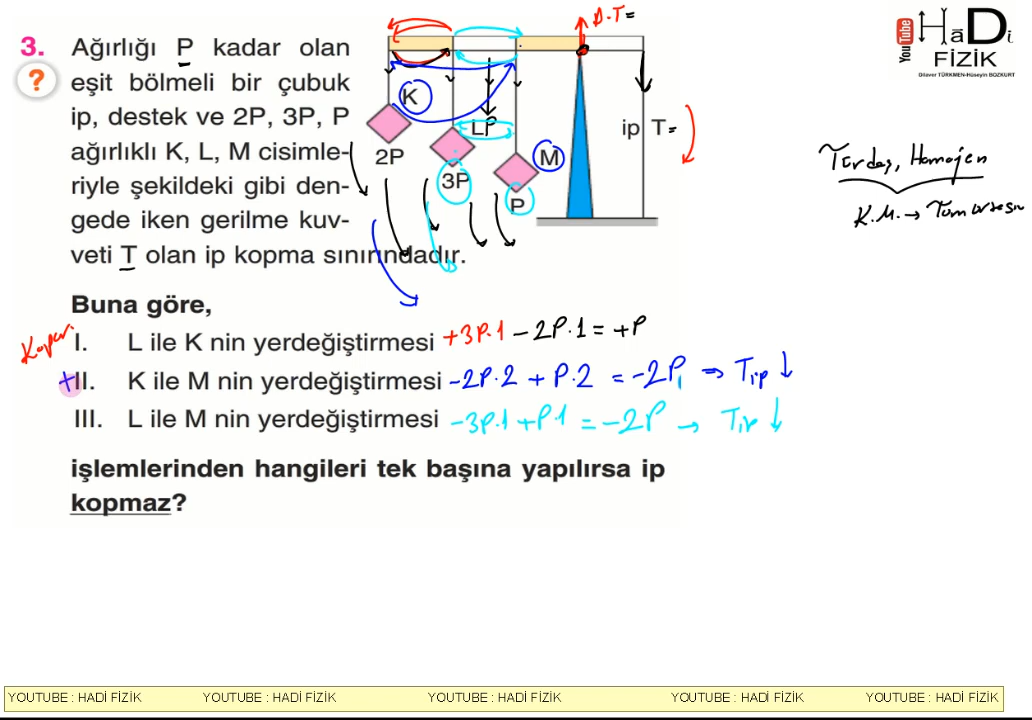 3. Ağırlığı P kadar olan
? eşit bölmeli bir çubuk
ip, destek ve 2P, 3P, P
ağırlıklı K, L, M cisimle-
riyle şekildeki gibi den-
gede iken gerilme kuv-
veti T olan ip kopma sınırındadır.
D.T=
K
L P
M
2P
3P
P
ip T=
YouTube HaDi
FİZİK
Dilaver TÜRKMEN-Hüseyin BOZKURT
Türdeş, Homojen
K.M. →
Buna göre,
Kopar I. L ile K nin yerdeğiştirmesi +3P.1 - 2P.1 = +P
+II. K ile M nin yerdeğiştirmesi -2P.2 + P.2 = -2P, ⇒ Tip ↓
III. L ile M nin yerdeğiştirmesi -3P.1 + P.1 = -2P → Tip ↓
işlemlerinden hangileri tek başına yapılırsa ip
kopmaz?
YOUTUBE : HADİ FİZİK YOUTUBE : HADİ FİZİK YOUTUBE : HADİ FİZİK YOUTUBE : HADİ FİZİK YOUTUBE : HADİ FİZİK